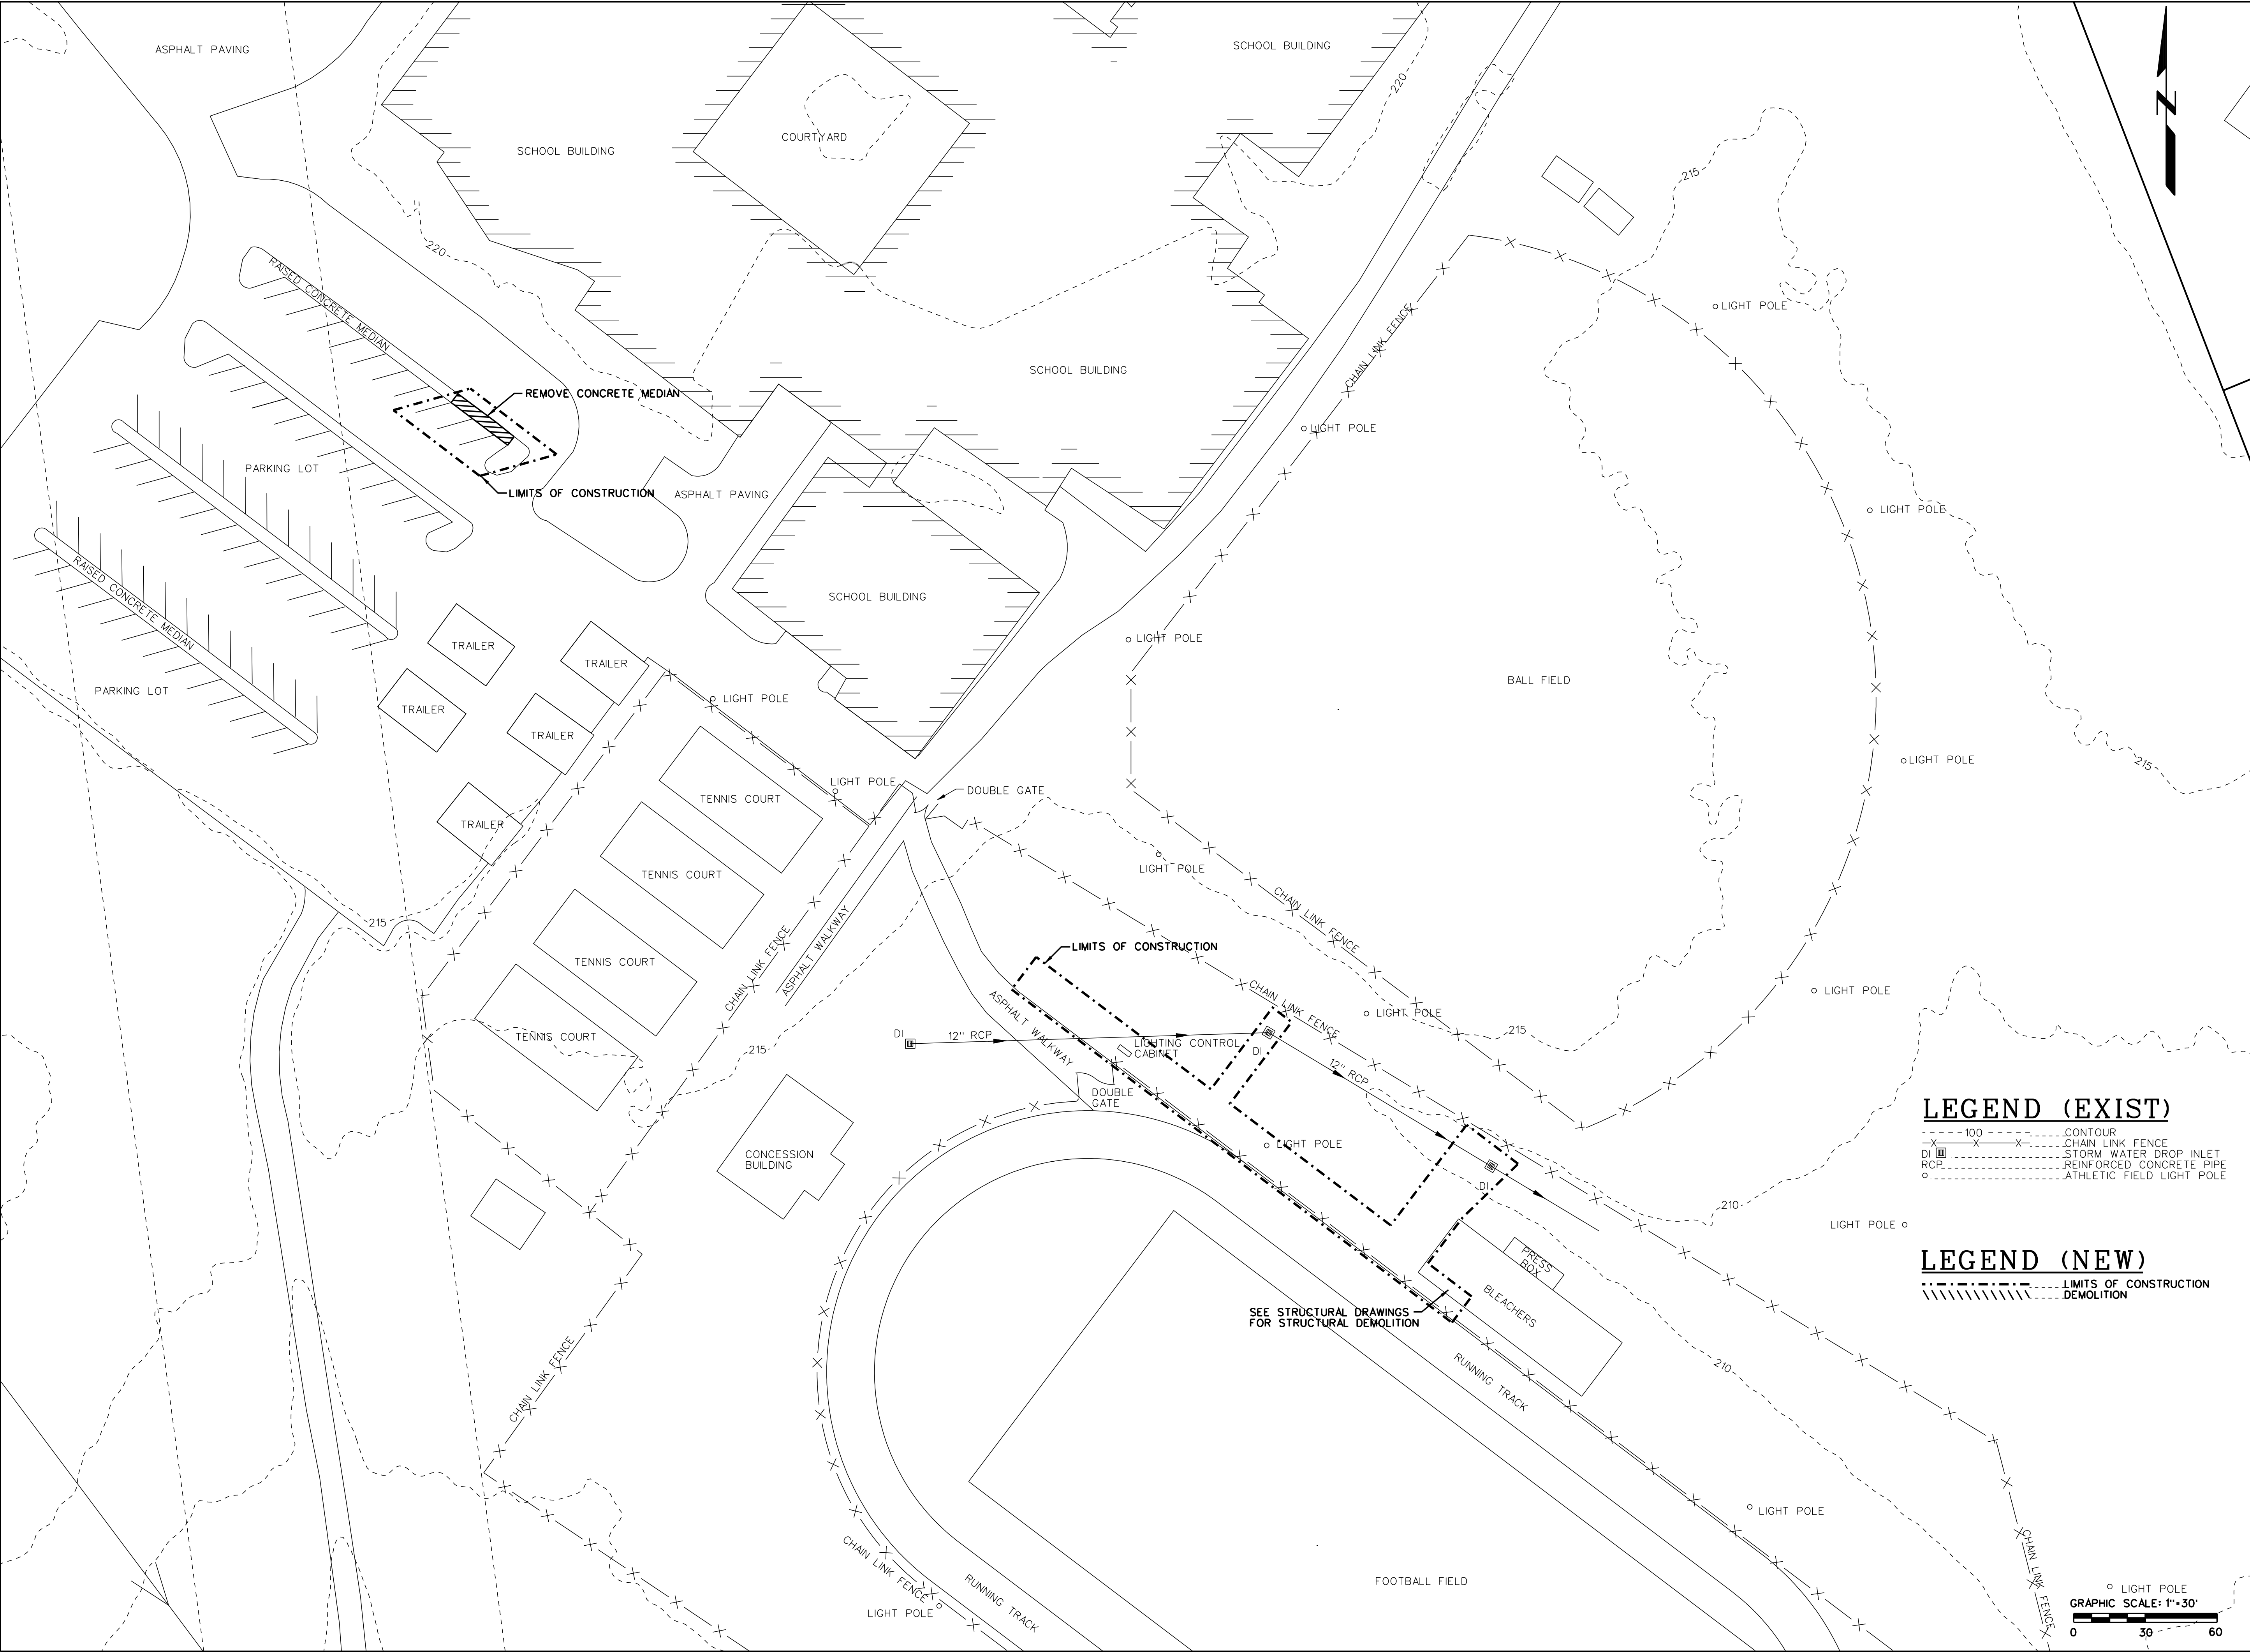 ASPHALT PAVING
SCHOOL BUILDING
220
COURTYARD
SCHOOL BUILDING
N
215
220
RAISED CONCRETE MEDIAN
LIGHT POLE
CHAIN LINK FENCE
SCHOOL BUILDING
REMOVE CONCRETE MEDIAN
LIGHT POLE
PARKING LOT
LIMITS OF CONSTRUCTION
ASPHALT PAVING
LIGHT POLE
RAISED CONCRETE MEDIAN
SCHOOL BUILDING
TRAILER
TRAILER
LIGHT POLE
BALL FIELD
PARKING LOT
TRAILER
LIGHT POLE
TRAILER
LIGHT POLE
215
LIGHT POLE
DOUBLE GATE
TENNIS COURT
TRAILER
LIGHT POLE
TENNIS COURT
215
CHAIN LINK FENCE
ASPHALT WALKWAY
CHAIN LINK FENCE
LIMITS OF CONSTRUCTION
TENNIS COURT
CHAIN LINK FENCE
LIGHT POLE
ASPHALT WALKWAY
LIGHT POLE
215
TENNIS COURT
DI
12" RCP
LIGHTING CONTROL
CABINET
DI
215
12" RCP
DOUBLE
GATE
LEGEND (EXIST)
100 CONTOUR
X X X CHAIN LINK FENCE
DI STORM WATER DROP INLET
RCP REINFORCED CONCRETE PIPE
ATHLETIC FIELD LIGHT POLE
LIGHT POLE
CONCESSION
BUILDING
DI
210
LIGHT POLE
LEGEND (NEW)
LIMITS OF CONSTRUCTION
DEMOLITION
PRESS
BOX
BLEACHERS
SEE STRUCTURAL DRAWINGS
FOR STRUCTURAL DEMOLITION
210
RUNNING TRACK
CHAIN LINK FENCE
LIGHT POLE
CHAIN LINK FENCE
CHAIN LINK FENCE
RUNNING TRACK
FOOTBALL FIELD
LIGHT POLE
LIGHT POLE
GRAPHIC SCALE: 1"=30'
0 30 60